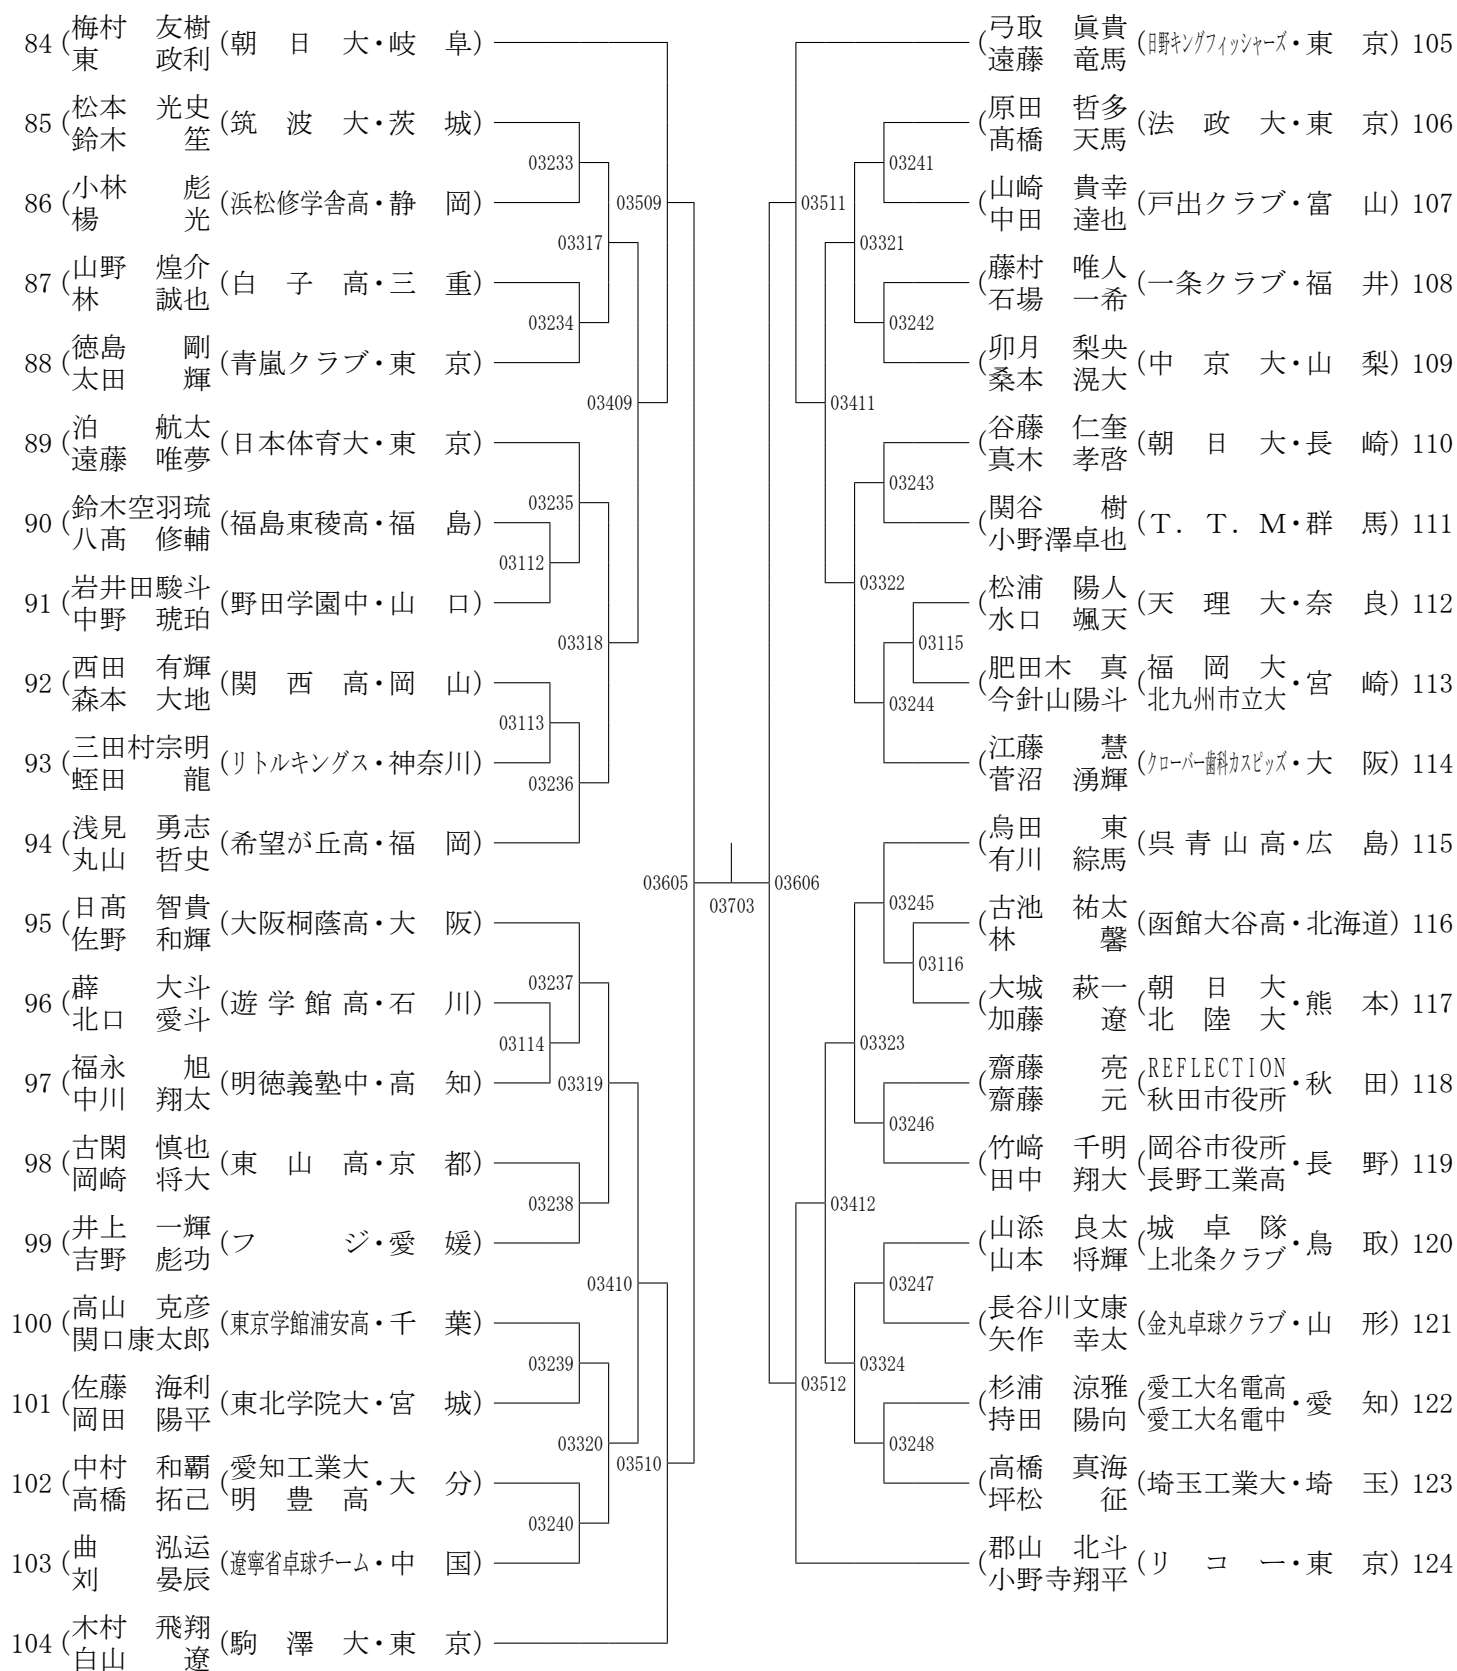 84 (梅村 友樹 (朝日大・岐阜)
東 政利
85 (松本 光史 (筑波大・茨城)
鈴木 笙
03233
86 (小林 彪 (浜松修学舎高・静岡)
楊 光
03509
03317
87 (山野 煌介 (白子高・三重)
林 誠也
03234
88 (徳島 剛 (青嵐クラブ・東京)
太田 輝
03409
89 (泊 航太 (日本体育大・東京)
遠藤 唯夢
03235
90 (鈴木空羽琉 (福島東稜高・福島)
八髙 修輔
03112
91 (岩井田駿斗 (野田学園中・山口)
中野 琥珀
03318
92 (西田 有輝 (関西高・岡山)
森本 大地
03113
93 (三田村宗明 (リトルキングス・神奈川)
蛭田 龍
03236
94 (浅見 勇志 (希望が丘高・福岡)
丸山 哲史
03605
03703
95 (日髙 智貴 (大阪桐蔭高・大阪)
佐野 和輝
03237
96 (薜 大斗 (遊学館高・石川)
北口 愛斗
03114
97 (福永 旭 (明徳義塾中・高知)
中川 翔太
03319
98 (古閑 慎也 (東山高・京都)
岡崎 将大
03238
99 (井上 一輝 (フジ・愛媛)
吉野 彪功
03410
100 (高山 克彦 (東京学館浦安高・千葉)
関口康太郎
03239
101 (佐藤 海利 (東北学院大・宮城)
岡田 陽平
03320
03510
102 (中村 和覇 (愛知工業大・大分)
高橋 拓己 明豊高
03240
103 (曲 泓运 (遼寧省卓球チーム・中国)
刘 晏辰
104 (木村 飛翔 (駒澤大・東京)
白山 遼
(弓取 眞貴 (日野キングフィッシャーズ・東京) 105
遠藤 竜馬
(原田 哲多 (法政大・東京) 106
髙橋 天馬
03241
(山崎 貴幸 (戸出クラブ・富山) 107
中田 達也
03511
03321
(藤村 唯人 (一条クラブ・福井) 108
石場 一希
03242
(卯月 梨央 (中京大・山梨) 109
桑本 滉大
03411
(谷藤 仁奎 (朝日大・長崎) 110
真木 孝啓
03243
(関谷 樹 (T.T.M・群馬) 111
小野澤卓也
03322
(松浦 陽人 (天理大・奈良) 112
水口 颯天
03115
(肥田木 真 (福岡大・宮崎) 113
今針山陽斗 北九州市立大
03244
(江藤 慧 (クローバー歯科カスピッズ・大阪) 114
菅沼 湧輝
(烏田 東 (呉青山高・広島) 115
有川 綜馬
03606
03245
(古池 祐太 (函館大谷高・北海道) 116
林 馨
03116
(大城 萩一 (朝日大・熊本) 117
加藤 遼 北陸大
03323
(齋藤 亮 (REFLECTION・秋田) 118
齋藤 元 秋田市役所
03246
(竹﨑 千明 (岡谷市役所・長野) 119
田中 翔大 長野工業高
03412
(山添 良太 (城卓隊・鳥取) 120
山本 将輝 上北条クラブ
03247
(長谷川文康 (金丸卓球クラブ・山形) 121
矢作 幸太
03324
03512
(杉浦 涼雅 (愛工大名電高・愛知) 122
持田 陽向 愛工大名電中
03248
(高橋 真海 (埼玉工業大・埼玉) 123
坪松 征
(郡山 北斗 (リコー・東京) 124
小野寺翔平